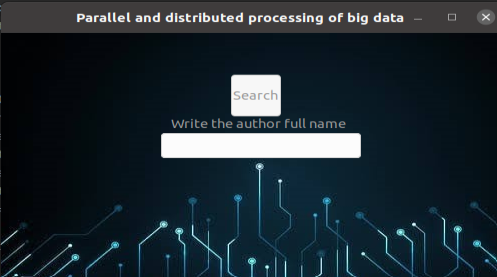 Parallel and distributed processing of big data
Search
Write the author full name